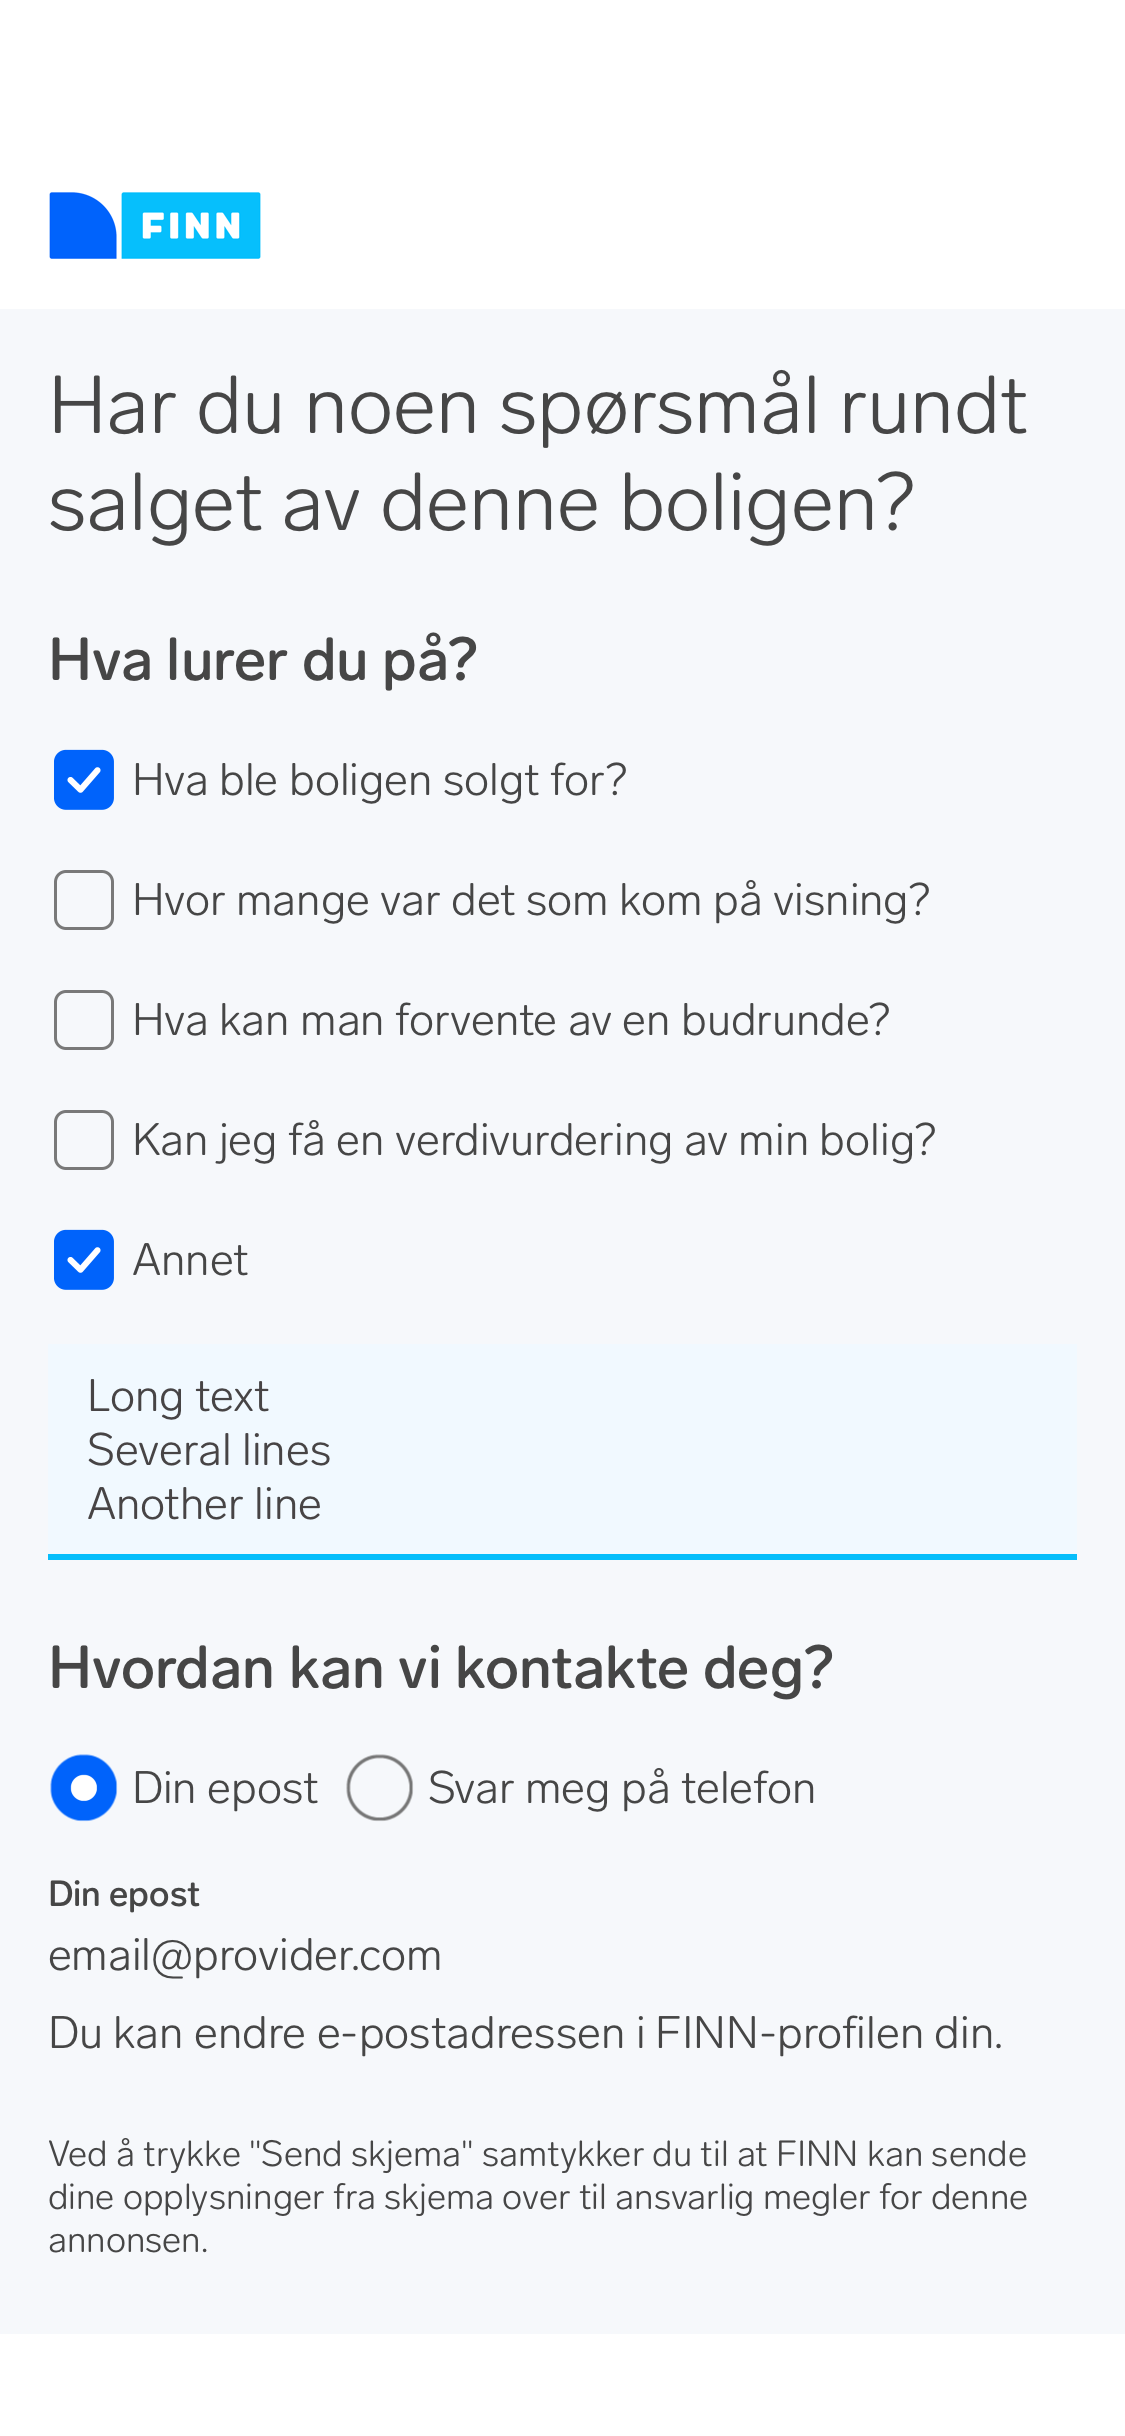 FINN
Har du noen spørsmål rundt
salget av denne boligen?
Hva lurer du på?
Hva ble boligen solgt for?
Hvor mange var det som kom på visning?
Hva kan man forvente av en budrunde?
Kan jeg få en verdivurdering av min bolig?
Annet
Long text
Several lines
Another line
Hvordan kan vi kontakte deg?
Din epost Svar meg på telefon
Din epost
email@provider.com
Du kan endre e-postadressen i FINN-profilen din.
Ved å trykke "Send skjema" samtykker du til at FINN kan sende
dine opplysninger fra skjema over til ansvarlig megler for denne
annonsen.